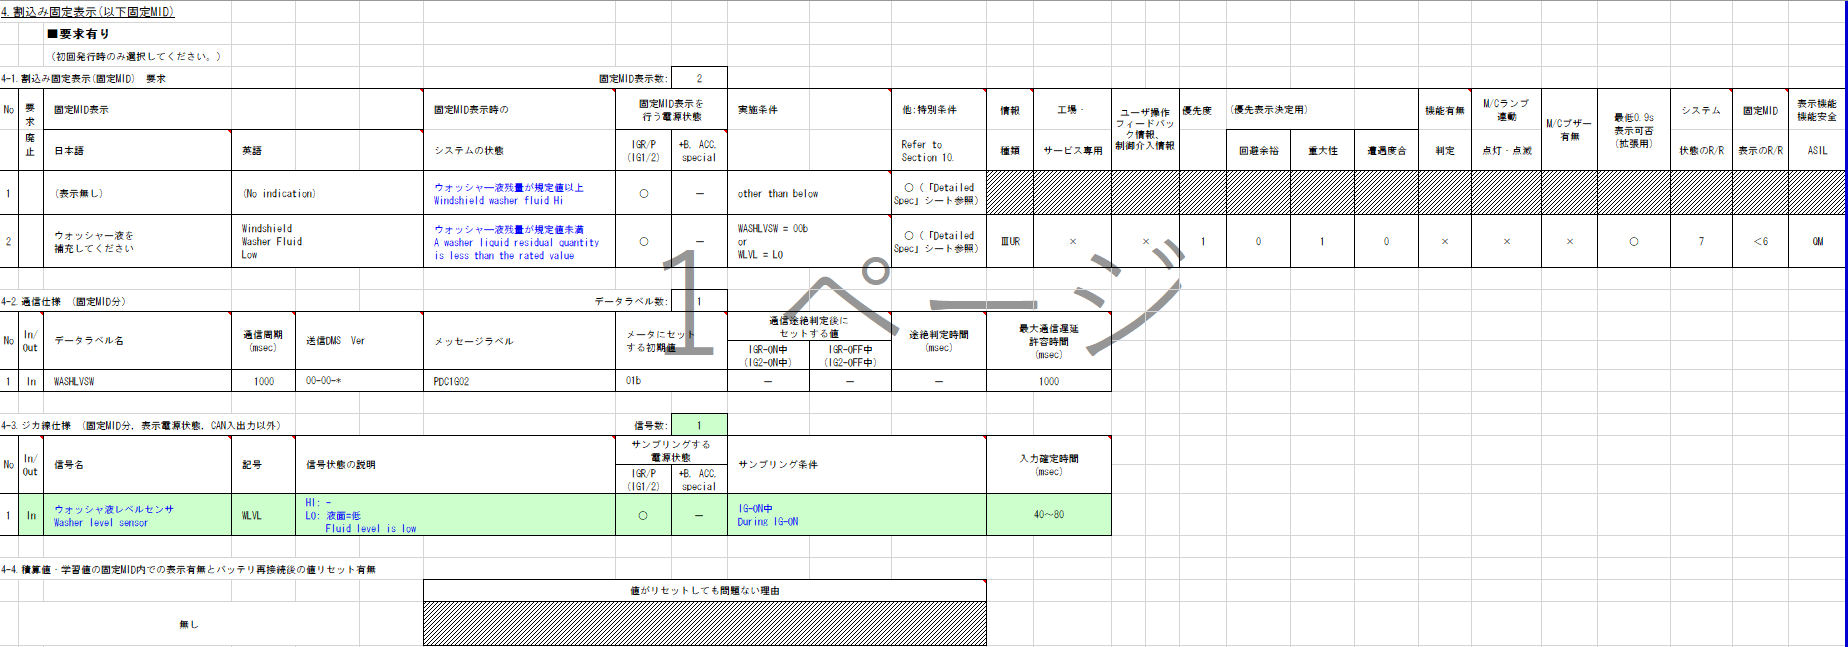 4.割込み固定表示(以下固定MID)
■要求有り
(初回発行時のみ選択してください。)
4-1.割込み固定表示(固定MID) 要求
固定MID表示数: 2
No 要求 廃止 固定MID表示 固定MID表示時の 固定MID表示を行う電源状態 実施条件 他:特別条件 情報 工場・ ユーザ操作フィードバック情報、制御介入情報 優先度 (優先表示決定用) 機能有無 M/Cランプ連動 M/Cブザー有無 最低0.9s表示可否(拡張用) システム 固定MID 表示機能機能安全
日本語 英語 システムの状態 IGR/P (IG1/2) +B, ACC, special Refer to Section 10. 種類 サービス専用 回避余裕 重大性 遭遇度合 判定 点灯・点滅 状態のR/R 表示のR/R ASIL
1 (表示無し) (No indication) ウォッシャー液残量が規定値以上 Windshield washer fluid Hi ○ － other than below ○(「Detailed Spec」シート参照)
2 ウォッシャー液を補充してください Windshield Washer Fluid Low ウォッシャー液残量が規定値未満 A washer liquid residual quantity is less than the rated value ○ － WASHLVSW = 00b or WLVL = LO ○(「Detailed Spec」シート参照) ⅢUR × × 1 0 1 0 × × × ○ 7 <6 QM
1 ページ
4-2.通信仕様 (固定MID分)
データラベル数: 1
No In/Out データラベル名 通信周期(msec) 送信DMS Ver メッセージラベル メータにセットする初期値 通信途絶判定後にセットする値 途絶判定時間(msec) 最大通信遅延許容時間(msec)
IGR-ON中 (IG2-ON中) IGR-OFF中 (IG2-OFF中)
1 In WASHLVSW 1000 00-00-* PDC1G02 01b － － － 1000
4-3.ジカ線仕様 (固定MID分, 表示電源状態, CAN入出力以外)
信号数: 1
No In/Out 信号名 記号 信号状態の説明 サンプリングする電源状態 サンプリング条件 入力確定時間(msec)
IGR/P (IG1/2) +B, ACC, special
1 In ウォッシャ液レベルセンサ Washer level sensor WLVL HI: - LO: 液面=低 Fluid level is low ○ － IG-ON中 During IG-ON 40～80
4-4.積算値・学習値の固定MID内での表示有無とバッテリ再接続後の値リセット有無
値がリセットしても問題ない理由
無し